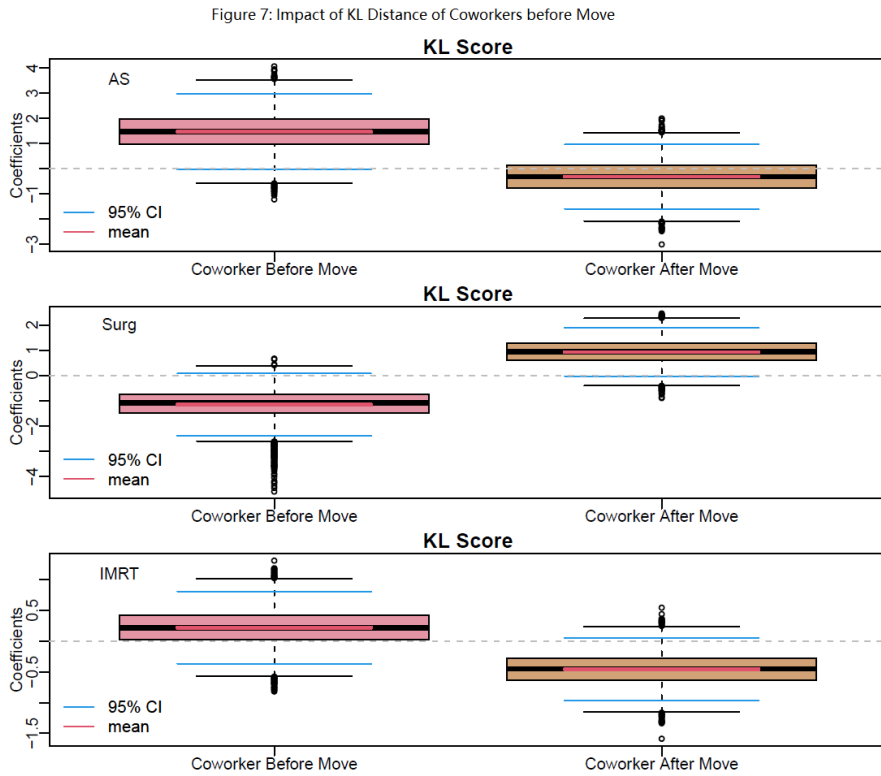 Figure 7: Impact of KL Distance of Coworkers before Move
KL Score
AS
Coefficients
4
3
2
1
−1
−3
95% CI
mean
Coworker Before Move
Coworker After Move
KL Score
Surg
Coefficients
2
1
0
−2
−4
95% CI
mean
Coworker Before Move
Coworker After Move
KL Score
IMRT
Coefficients
0.5
−0.5
−1.5
95% CI
mean
Coworker Before Move
Coworker After Move